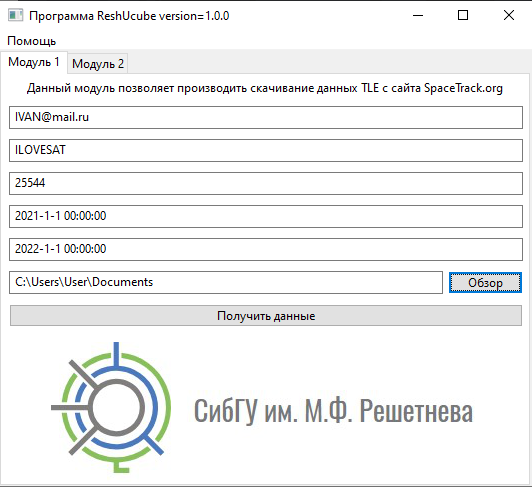 Программа ReshUcube version=1.0.0
Помощь
Модуль 1 Модуль 2
Данный модуль позволяет производить скачивание данных TLE с сайта SpaceTrack.org
IVAN@mail.ru
ILOVESAT
25544
2021-1-1 00:00:00
2022-1-1 00:00:00
C:\Users\User\Documents Обзор
Получить данные
СибГУ им. М.Ф. Решетнева